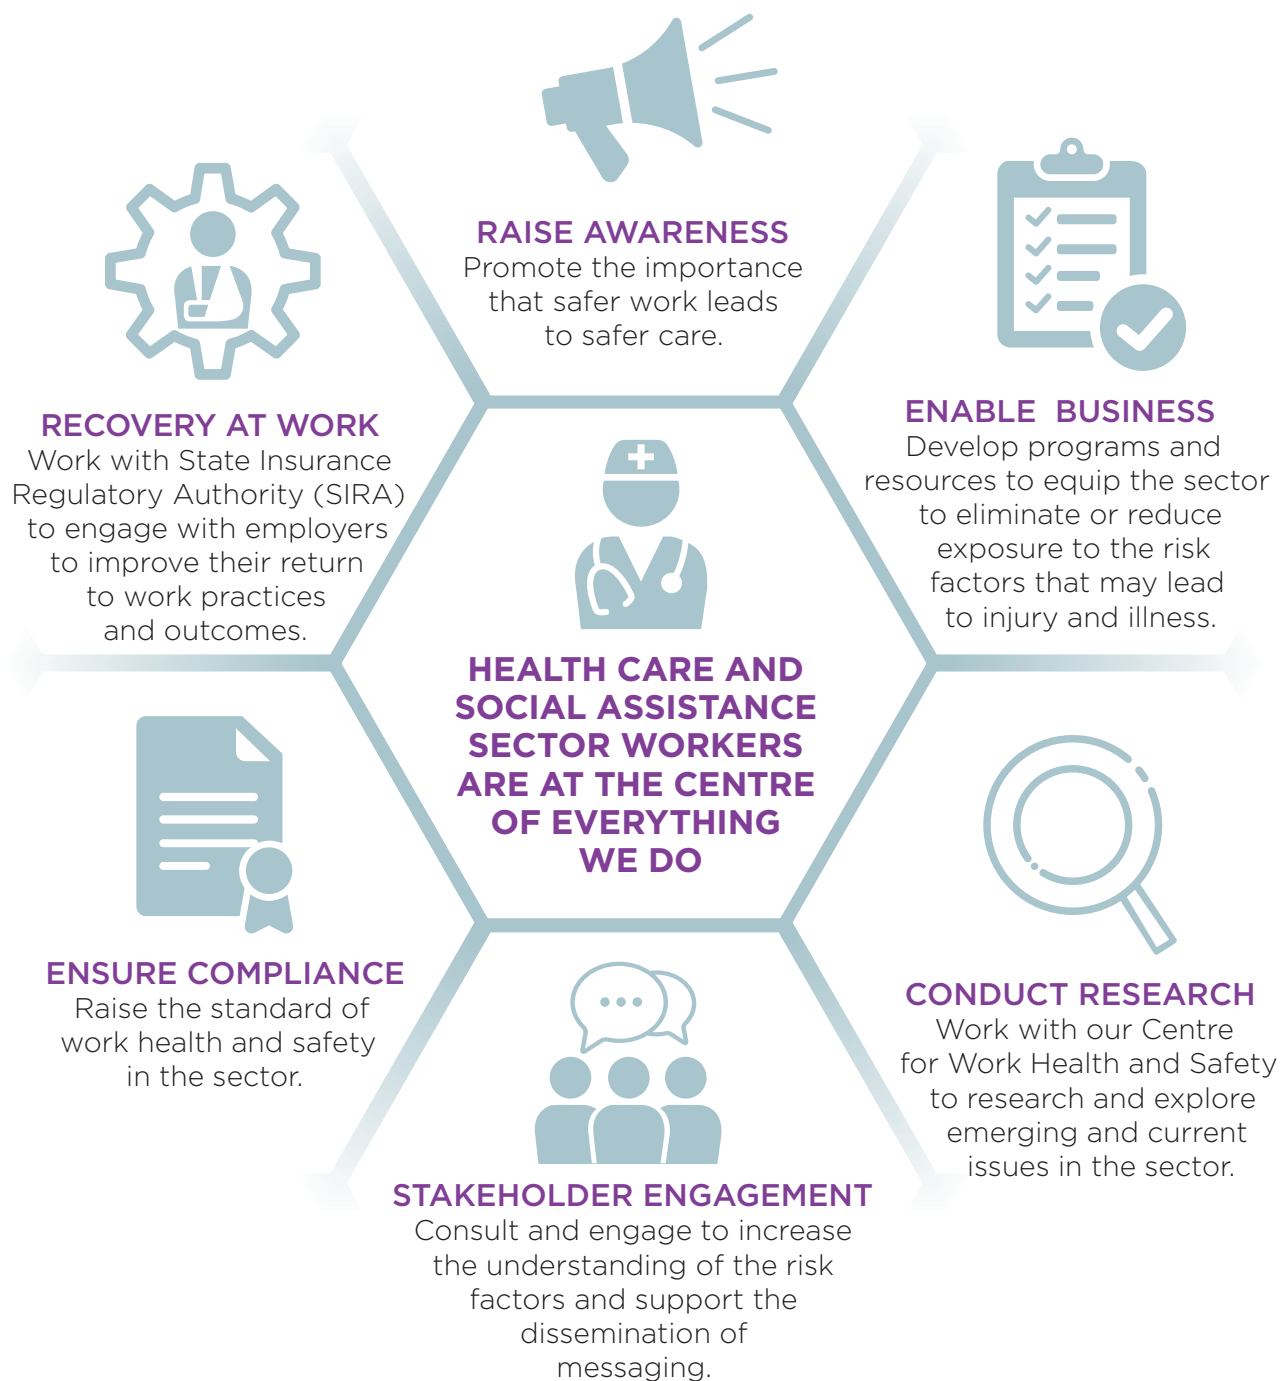 RAISE AWARENESS
Promote the importance
that safer work leads
to safer care.
ENABLE BUSINESS
Develop programs and
resources to equip the sector
to eliminate or reduce
exposure to the risk
factors that may lead
to injury and illness.
RECOVERY AT WORK
Work with State Insurance
Regulatory Authority (SIRA)
to engage with employers
to improve their return
to work practices
and outcomes.
HEALTH CARE AND
SOCIAL ASSISTANCE
SECTOR WORKERS
ARE AT THE CENTRE
OF EVERYTHING
WE DO
ENSURE COMPLIANCE
Raise the standard of
work health and safety
in the sector.
CONDUCT RESEARCH
Work with our Centre
for Work Health and Safety
to research and explore
emerging and current
issues in the sector.
STAKEHOLDER ENGAGEMENT
Consult and engage to increase
the understanding of the risk
factors and support the
dissemination of
messaging.